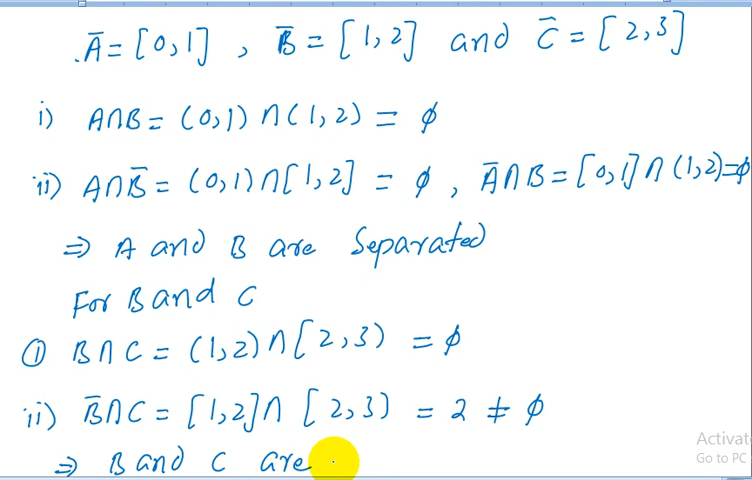 Ā = [0,1] , B̄ = [1,2] and C̄ = [2,3]
i) A∩B = (0,1) ∩ (1,2) = ϕ
ii) A∩B̄ = (0,1) ∩ [1,2] = ϕ , Ā∩B = [0,1] ∩ (1,2) = ϕ
⇒ A and B are Separated
For B and C
① B∩C = (1,2) ∩ [2,3) = ϕ
ii) B̄∩C = [1,2] ∩ [2,3) = 2 ≠ ϕ
⇒ B and C are
Activat
Go to PC